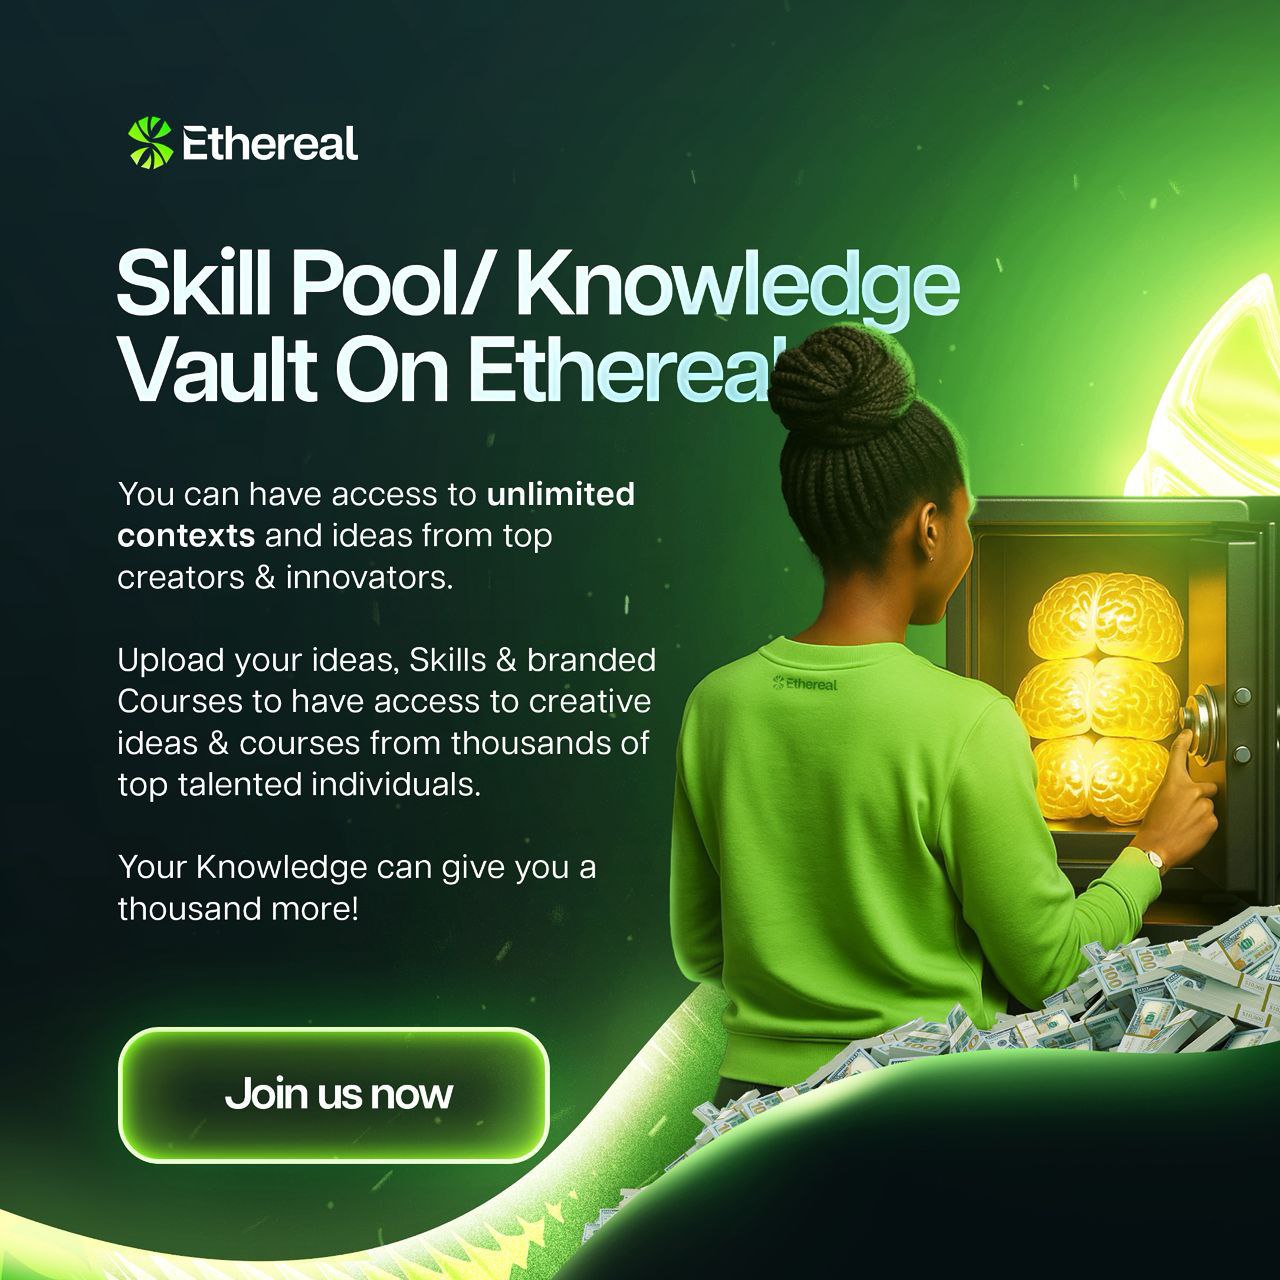 Ethereal
Skill Pool/ Knowledge
Vault On Ethereal
You can have access to unlimited
contexts and ideas from top
creators & innovators.
Upload your ideas, Skills & branded
Courses to have access to creative
ideas & courses from thousands of
top talented individuals.
Your Knowledge can give you a
thousand more!
Join us now
Ethereal
100
100